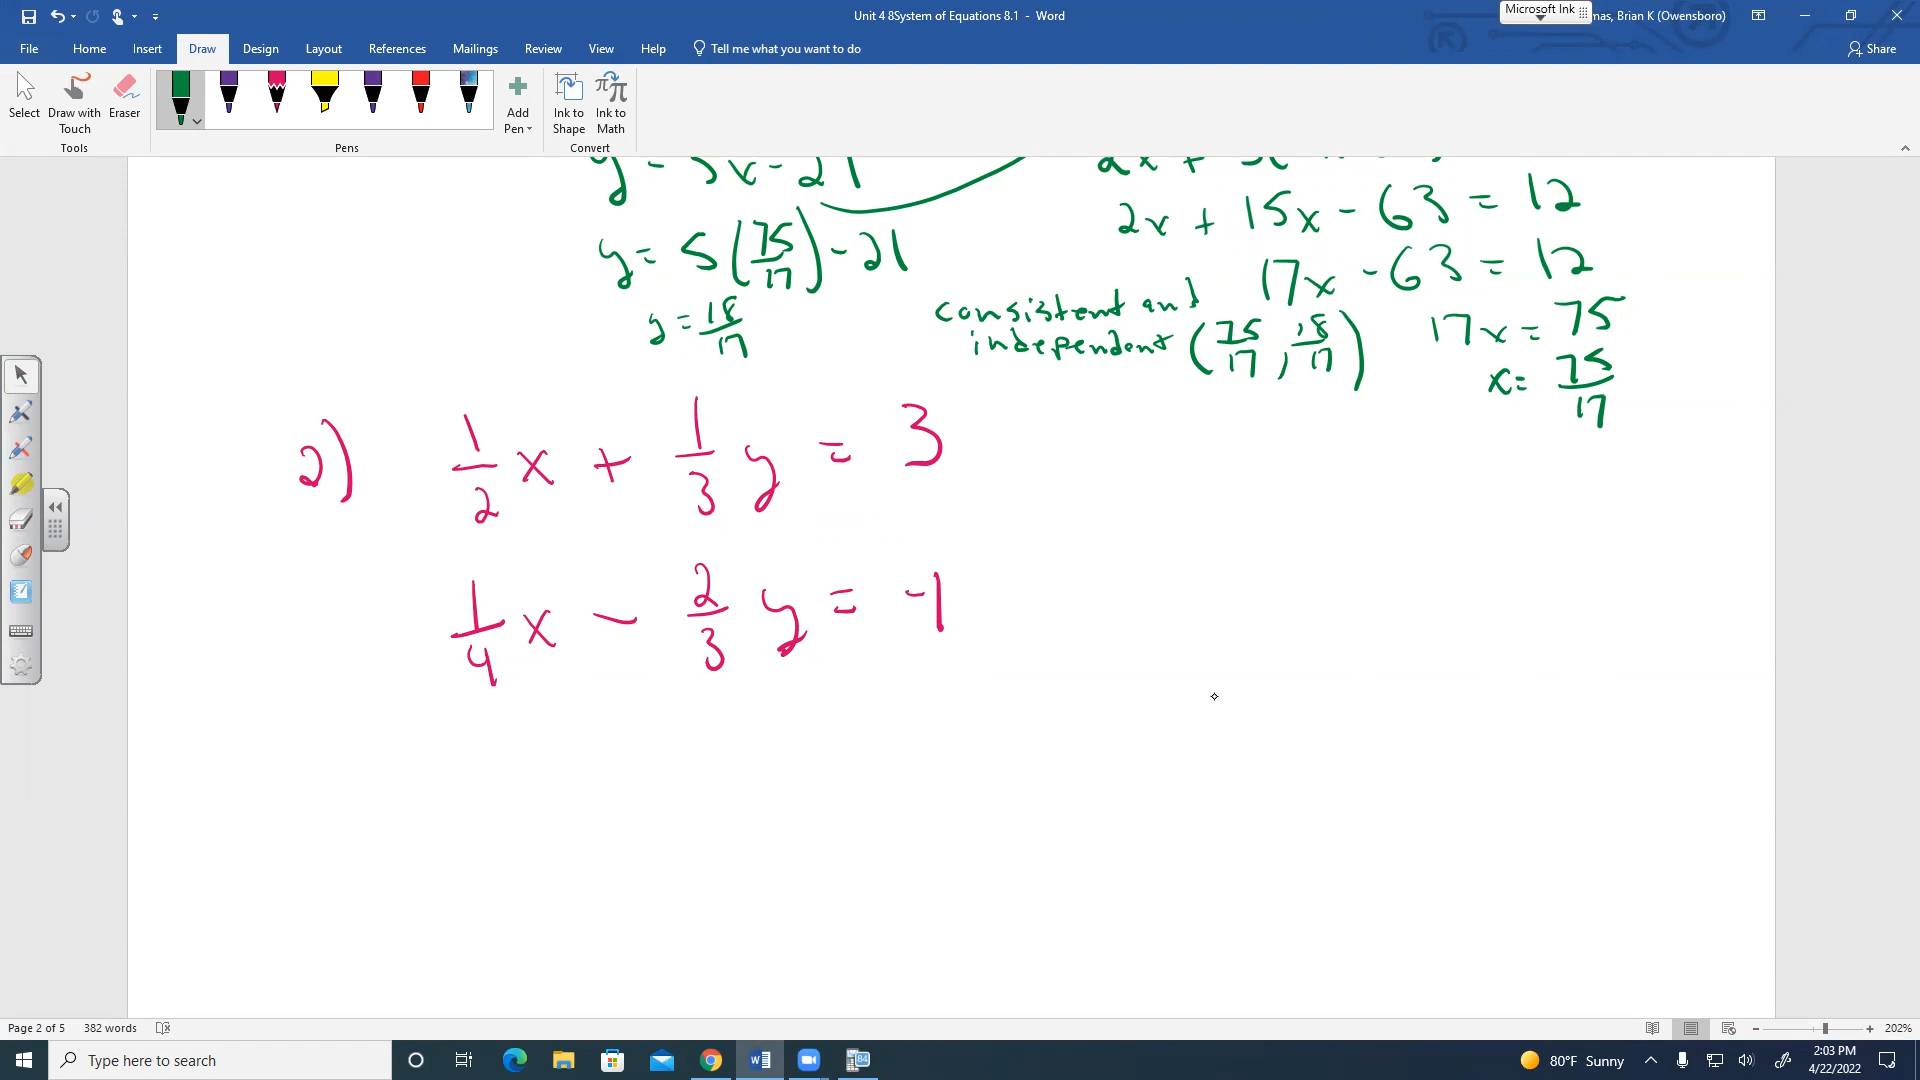 Unit 4 8System of Equations 8.1 - Word
Microsoft Ink
mas, Brian K (Owensboro)
File Home Insert Draw Design Layout References Mailings Review View Help Tell me what you want to do
Share
Select
Draw with Touch
Eraser
Add Pen
Ink to Shape
Ink to Math
Tools
Pens
Convert
y = 5x - 21
2x + 15x - 63 = 12
y = 5(75/17) - 21
17x - 63 = 12
y = 18/17
consistent and
independent (75/17, 18/17)
17x = 75
x = 75/17
2) 1/2 x + 1/3 y = 3
1/4 x - 2/3 y = -1
Page 2 of 5 382 words
202%
Type here to search
84
80°F Sunny
2:03 PM
4/22/2022